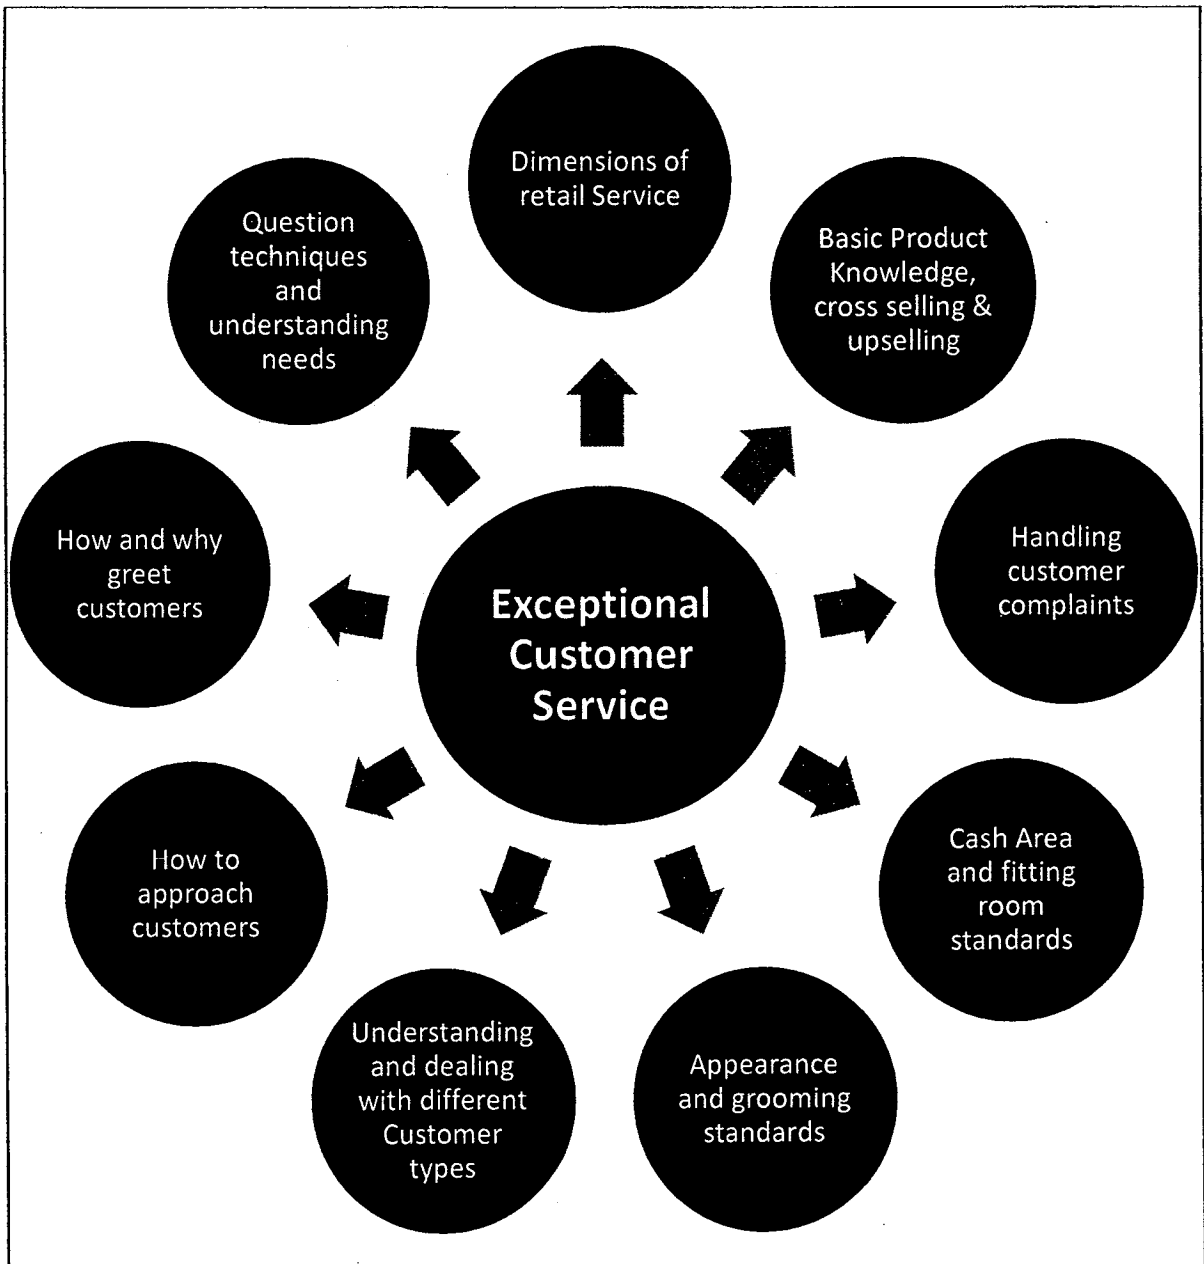 Dimensions of
retail Service
Basic Product
Knowledge,
cross selling &
upselling
Handling
customer
complaints
Cash Area
and fitting
room
standards
Appearance
and grooming
standards
Understanding
and dealing
with different
Customer
types
How to
approach
customers
How and why
greet
customers
Question
techniques
and
understanding
needs
Exceptional
Customer
Service